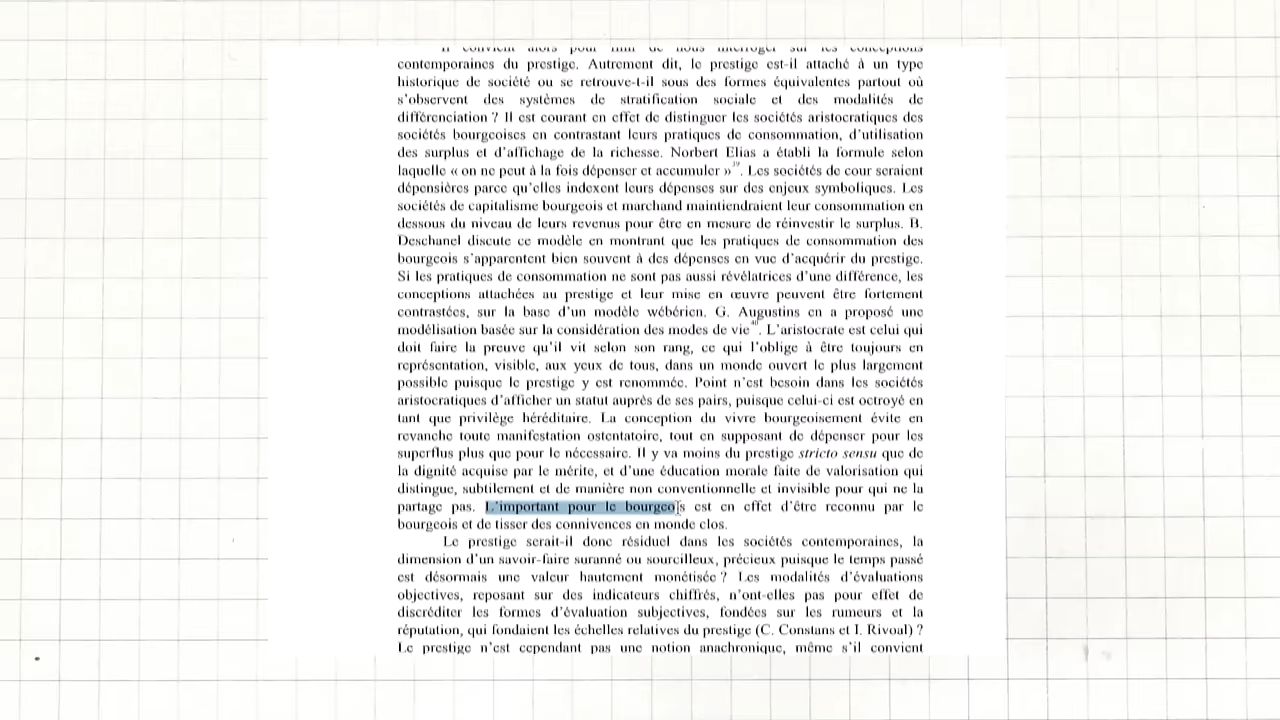 Il convient alors pour finir de nous interroger sur les conceptions
contemporaines du prestige. Autrement dit, le prestige est-il attaché à un type
historique de société ou se retrouve-t-il sous des formes équivalentes partout où
s'observent des systèmes de stratification sociale et des modalités de
différenciation ? Il est courant en effet de distinguer les sociétés aristocratiques des
sociétés bourgeoises en contrastant leurs pratiques de consommation, d'utilisation
des surplus et d'affichage de la richesse. Norbert Elias a établi la formule selon
laquelle « on ne peut à la fois dépenser et accumuler »³⁹. Les sociétés de cour seraient
dépensières parce qu'elles indexent leurs dépenses sur des enjeux symboliques. Les
sociétés de capitalisme bourgeois et marchand maintiendraient leur consommation en
dessous du niveau de leurs revenus pour être en mesure de réinvestir le surplus. B.
Deschanel discute ce modèle en montrant que les pratiques de consommation des
bourgeois s'apparentent bien souvent à des dépenses en vue d'acquérir du prestige.
Si les pratiques de consommation ne sont pas aussi révélatrices d'une différence, les
conceptions attachées au prestige et leur mise en œuvre peuvent être fortement
contrastées, sur la base d'un modèle wébérien. G. Augustins en a proposé une
modélisation basée sur la considération des modes de vie⁴⁰. L'aristocrate est celui qui
doit faire la preuve qu'il vit selon son rang, ce qui l'oblige à être toujours en
représentation, visible, aux yeux de tous, dans un monde ouvert le plus largement
possible puisque le prestige y est renommée. Point n'est besoin dans les sociétés
aristocratiques d'afficher un statut auprès de ses pairs, puisque celui-ci est octroyé en
tant que privilège héréditaire. La conception du vivre bourgeoisement évite en
revanche toute manifestation ostentatoire, tout en supposant de dépenser pour les
superflus plus que pour le nécessaire. Il y va moins du prestige stricto sensu que de
la dignité acquise par le mérite, et d'une éducation morale faite de valorisation qui
distingue, subtilement et de manière non conventionnelle et invisible pour qui ne la
partage pas. L'important pour le bourgeois est en effet d'être reconnu par le
bourgeois et de tisser des connivences en monde clos.
Le prestige serait-il donc résiduel dans les sociétés contemporaines, la
dimension d'un savoir-faire suranné ou sourcilleux, précieux puisque le temps passé
est désormais une valeur hautement monétisée ? Les modalités d'évaluations
objectives, reposant sur des indicateurs chiffrés, n'ont-elles pas pour effet de
discréditer les formes d'évaluation subjectives, fondées sur les rumeurs et la
réputation, qui fondaient les échelles relatives du prestige (C. Constans et I. Rivoal) ?
Le prestige n'est cependant pas une notion anachronique, même s'il convient